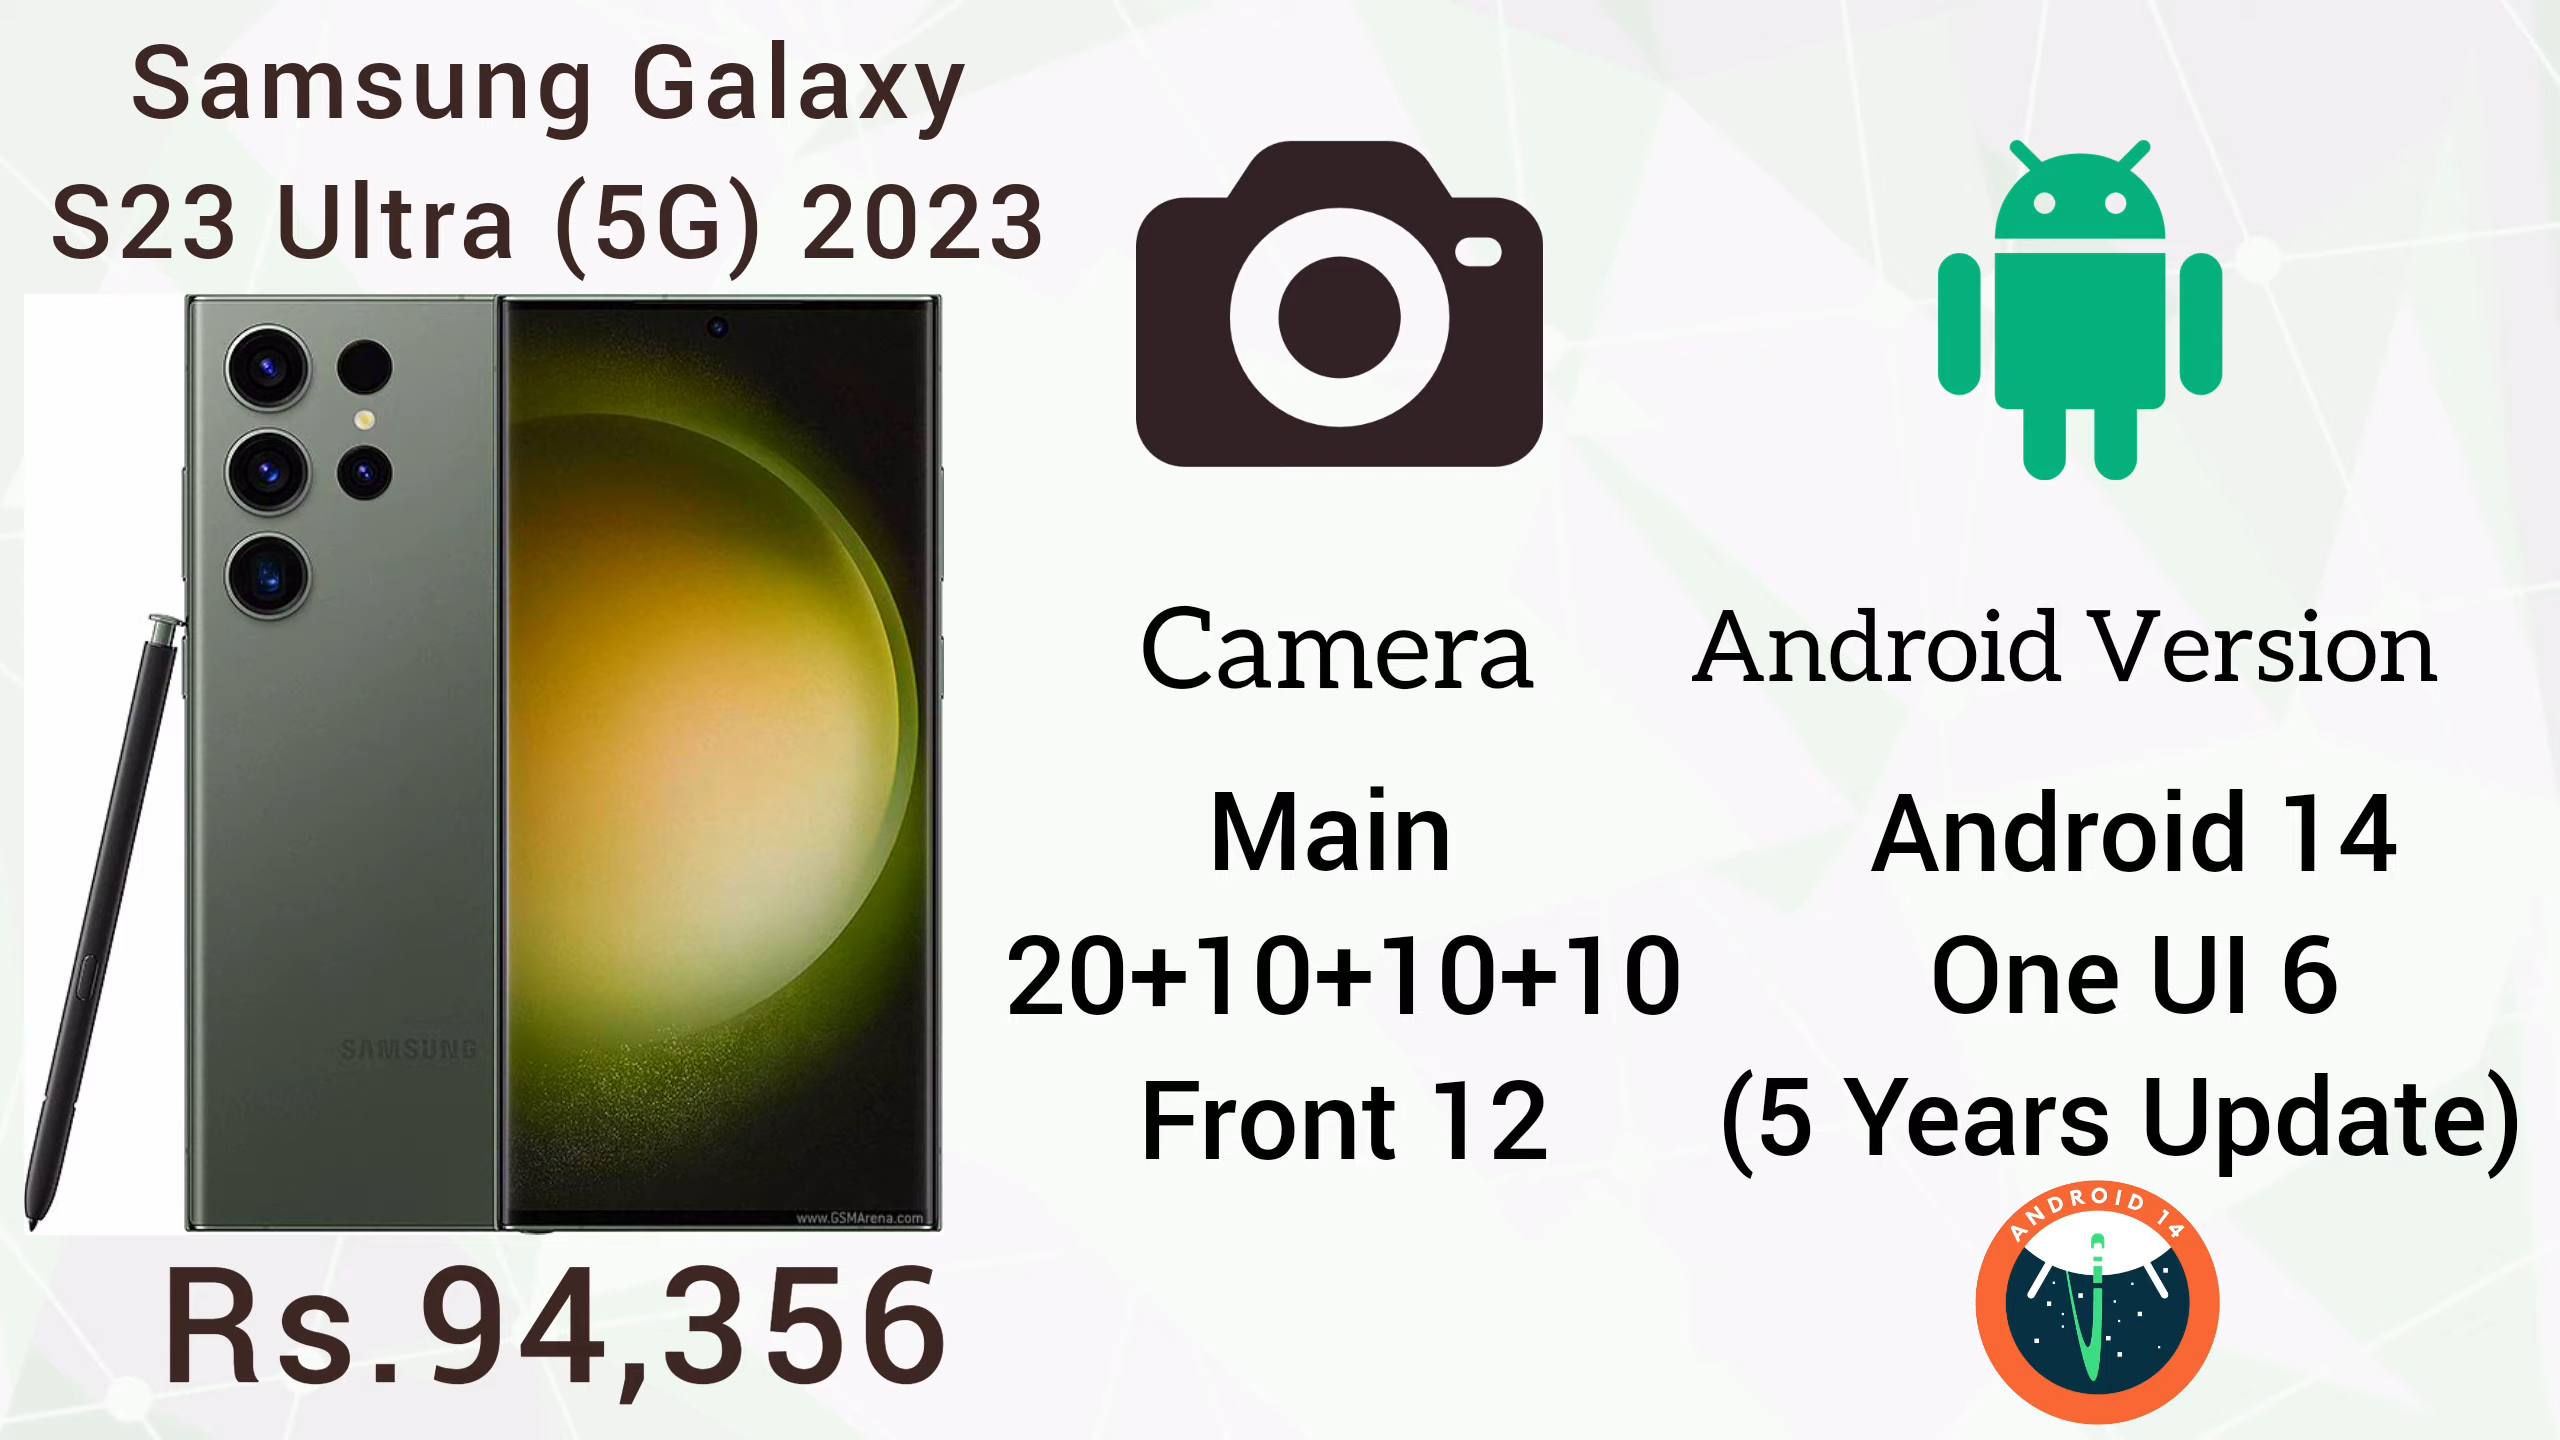 Samsung Galaxy
S23 Ultra (5G) 2023
SAMSUNG
www.GSMArena.com
Rs.94,356
Camera
Main
20+10+10+10
Front 12
Android Version
Android 14
One UI 6
(5 Years Update)
ANDROID 14